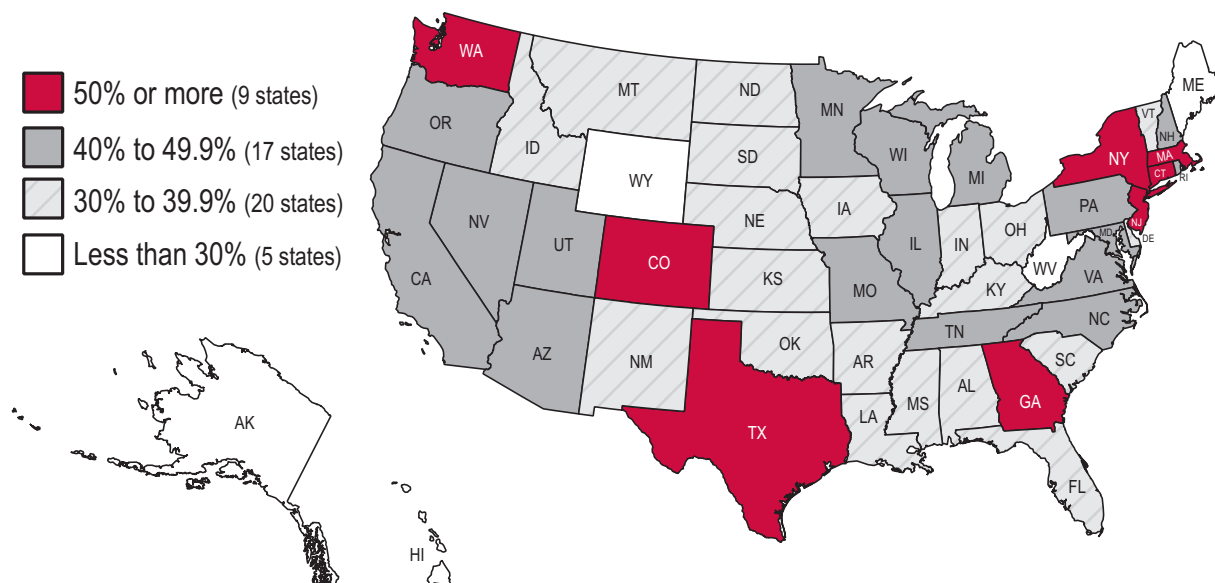 50% or more (9 states)
40% to 49.9% (17 states)
30% to 39.9% (20 states)
Less than 30% (5 states)
WA
OR
CA
NV
ID
MT
WY
UT
AZ
CO
NM
ND
SD
NE
KS
OK
TX
MN
IA
MO
AR
LA
WI
IL
MI
IN
OH
KY
TN
MS
AL
GA
FL
SC
NC
VA
WV
PA
MD
DE
NJ
NY
CT
RI
MA
VT
NH
ME
AK
HI